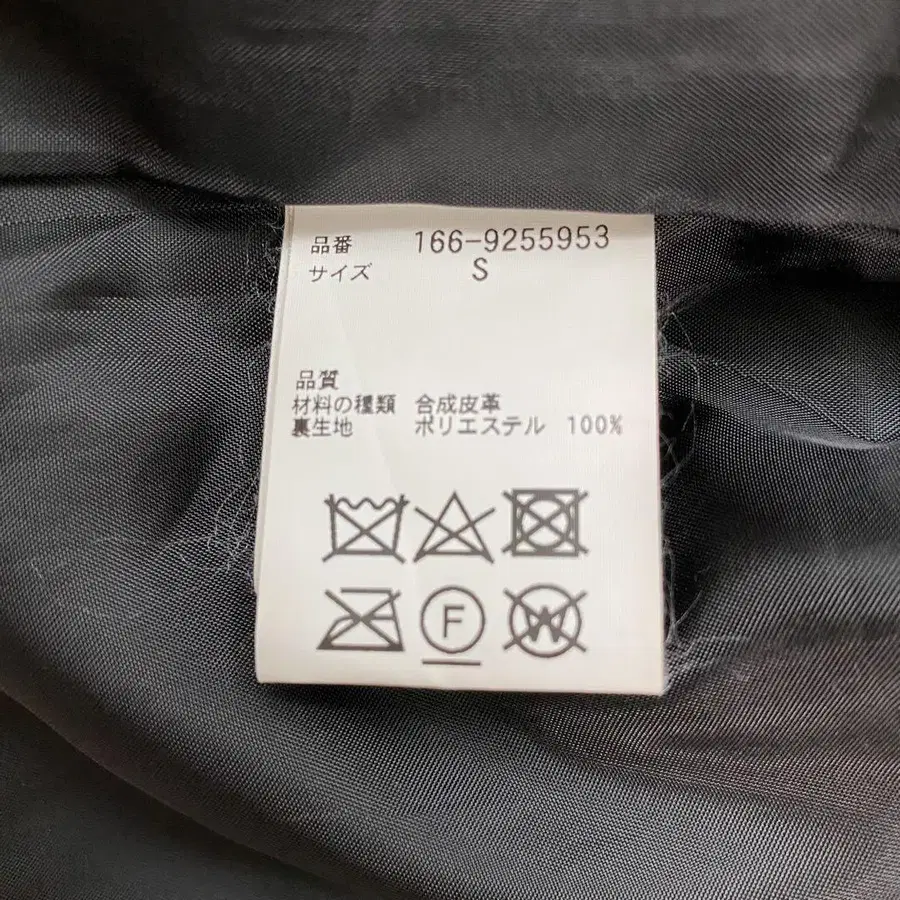 品番 166-9255953
サイズ S
品質
材料の種類 合成皮革
裏生地 ポリエステル 100%
F
W